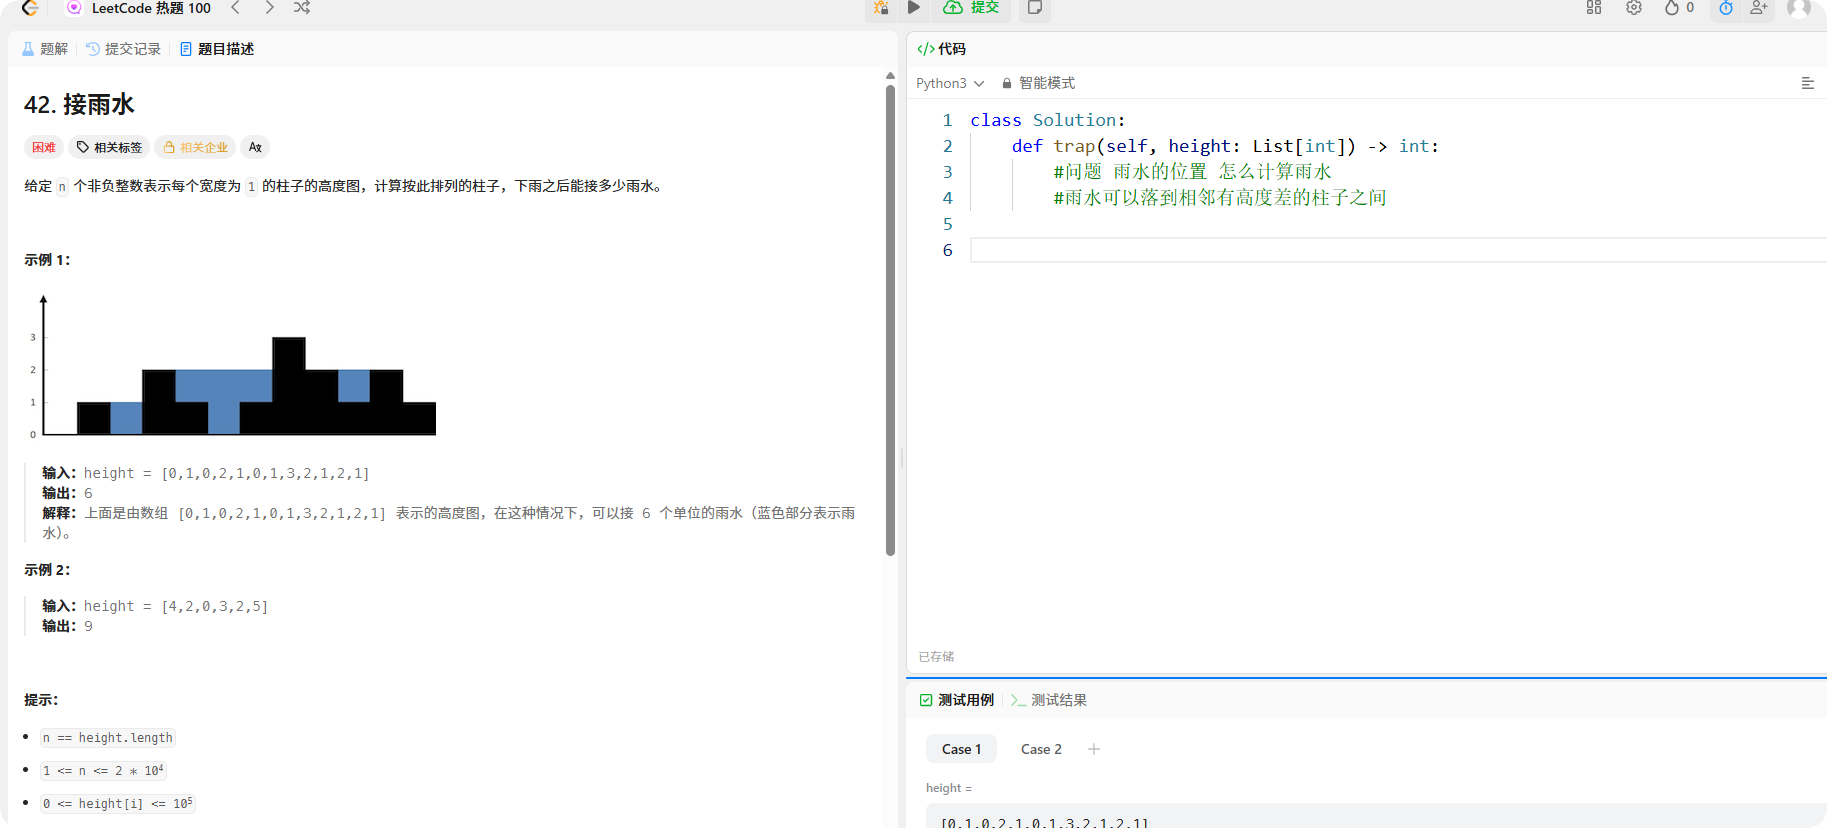 LeetCode 热题 100
提交
0
题解
提交记录
题目描述
42. 接雨水
困难
相关标签
相关企业
给定 n 个非负整数表示每个宽度为 1 的柱子的高度图，计算按此排列的柱子，下雨之后能接多少雨水。
示例 1：
3
2
1
0
输入：height = [0,1,0,2,1,0,1,3,2,1,2,1]
输出：6
解释：上面是由数组 [0,1,0,2,1,0,1,3,2,1,2,1] 表示的高度图，在这种情况下，可以接 6 个单位的雨水（蓝色部分表示雨
水）。
示例 2：
输入：height = [4,2,0,3,2,5]
输出：9
提示：
n == height.length
1 <= n <= 2 * 10⁴
0 <= height[i] <= 10⁵
代码
Python3
智能模式
1 class Solution:
2     def trap(self, height: List[int]) -> int:
3         #问题 雨水的位置 怎么计算雨水
4         #雨水可以落到相邻有高度差的柱子之间
5
6
已存储
测试用例
测试结果
Case 1
Case 2
height =
[0,1,0,2,1,0,1,3,2,1,2,1]